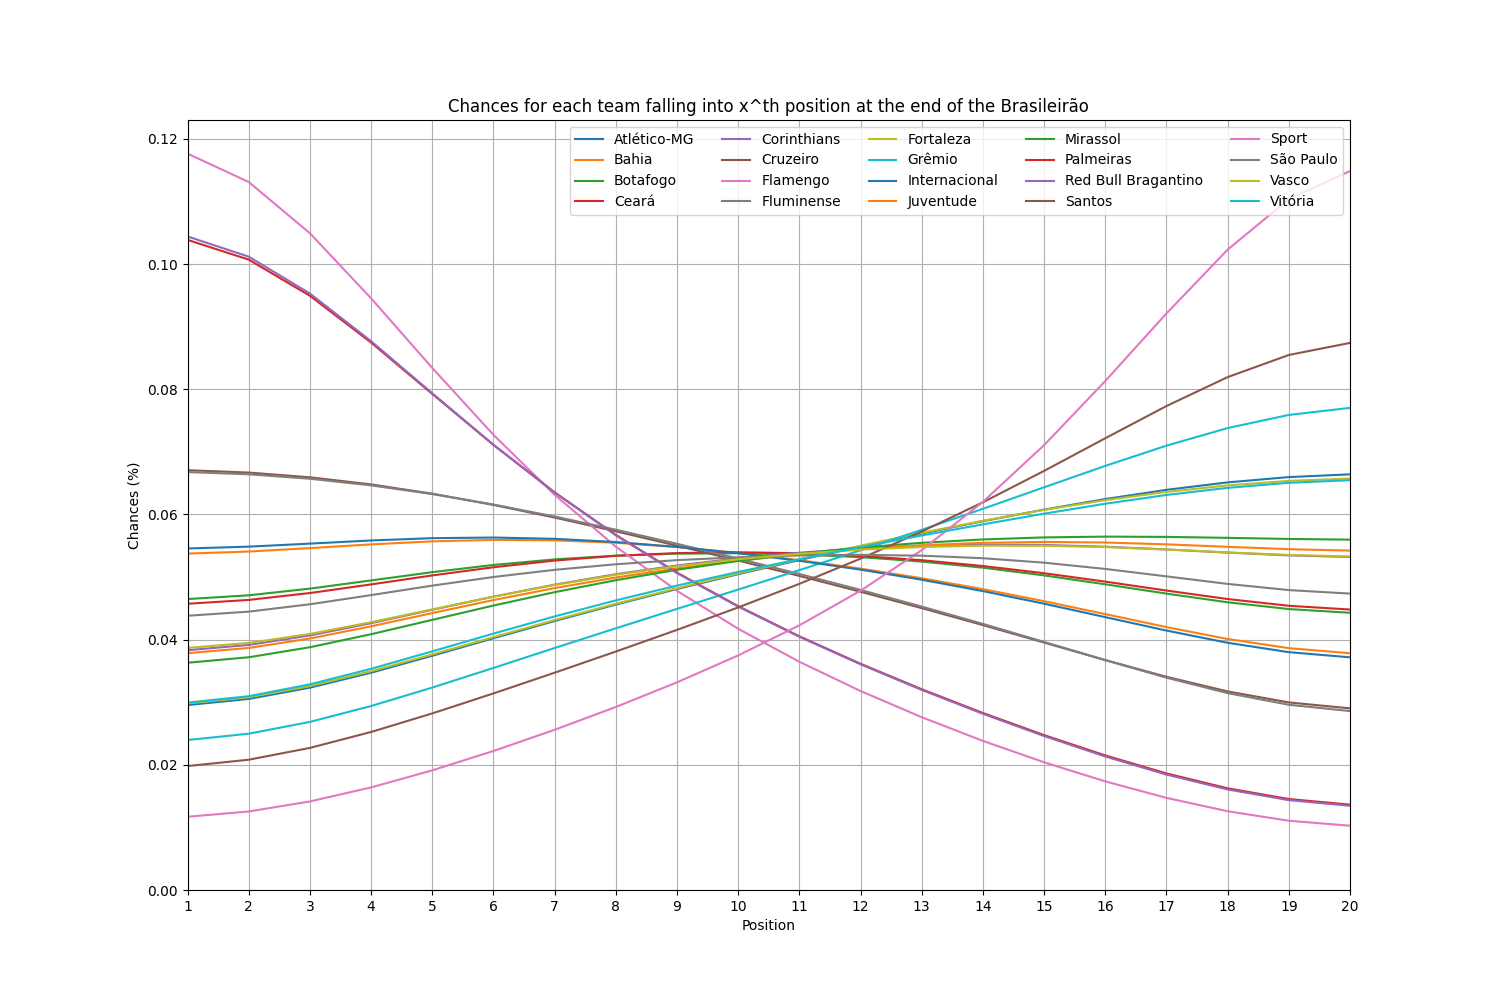 Chances for each team falling into x^th position at the end of the Brasileirão
Atlético-MG
Bahia
Botafogo
Ceará
Corinthians
Cruzeiro
Flamengo
Fluminense
Fortaleza
Grêmio
Internacional
Juventude
Mirassol
Palmeiras
Red Bull Bragantino
Santos
Sport
São Paulo
Vasco
Vitória
Chances (%)
0.12
0.10
0.08
0.06
0.04
0.02
0.00
1 2 3 4 5 6 7 8 9 10 11 12 13 14 15 16 17 18 19 20
Position